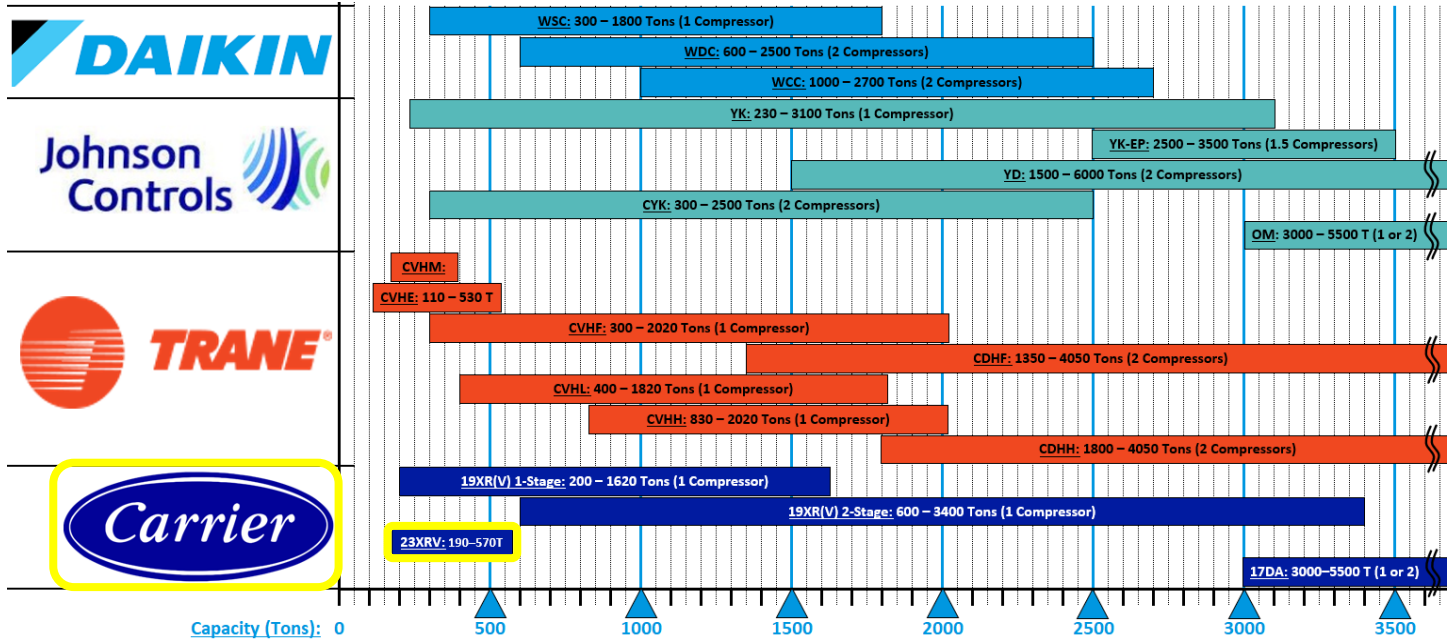 DAIKIN
WSC: 300 – 1800 Tons (1 Compressor)
WDC: 600 – 2500 Tons (2 Compressors)
WCC: 1000 – 2700 Tons (2 Compressors)
Johnson
Controls
YK: 230 – 3100 Tons (1 Compressor)
YK-EP: 2500 – 3500 Tons (1.5 Compressors)
YD: 1500 – 6000 Tons (2 Compressors)
CYK: 300 – 2500 Tons (2 Compressors)
OM: 3000 – 5500 T (1 or 2)
TRANE®
CVHM:
CVHE: 110 – 530 T
CVHF: 300 – 2020 Tons (1 Compressor)
CDHF: 1350 – 4050 Tons (2 Compressors)
CVHL: 400 – 1820 Tons (1 Compressor)
CVHH: 830 – 2020 Tons (1 Compressor)
CDHH: 1800 – 4050 Tons (2 Compressors)
Carrier
19XR(V) 1-Stage: 200 – 1620 Tons (1 Compressor)
19XR(V) 2-Stage: 600 – 3400 Tons (1 Compressor)
23XRV: 190–570T
17DA: 3000–5500 T (1 or 2)
Capacity (Tons): 0 500 1000 1500 2000 2500 3000 3500